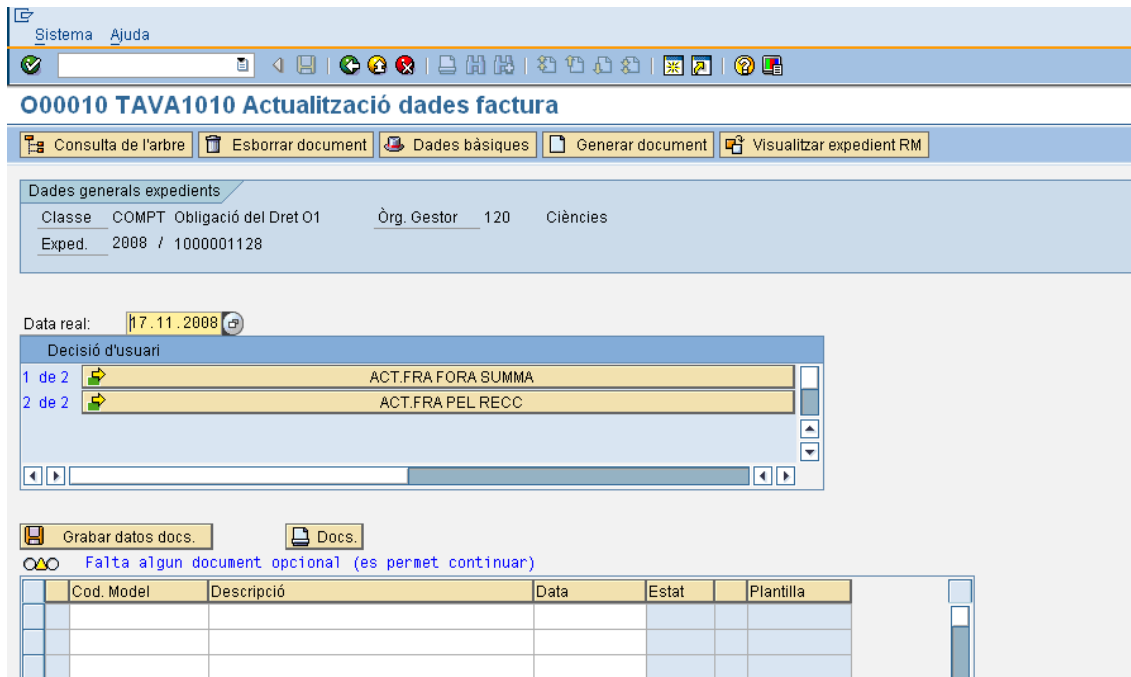 Sistema Ajuda
O00010 TAVA1010 Actualització dades factura
Consulta de l'arbre Esborrar document Dades bàsiques Generar document Visualitzar expedient RM
Dades generals expedients
Classe COMPT Obligació del Dret O1 Òrg. Gestor 120 Ciències
Exped. 2008 / 1000001128
Data real: 17.11.2008
Decisió d'usuari
1 de 2 ACT.FRA FORA SUMMA
2 de 2 ACT.FRA PEL RECC
Grabar datos docs. Docs.
Falta algun document opcional (es permet continuar)
Cod. Model Descripció Data Estat Plantilla